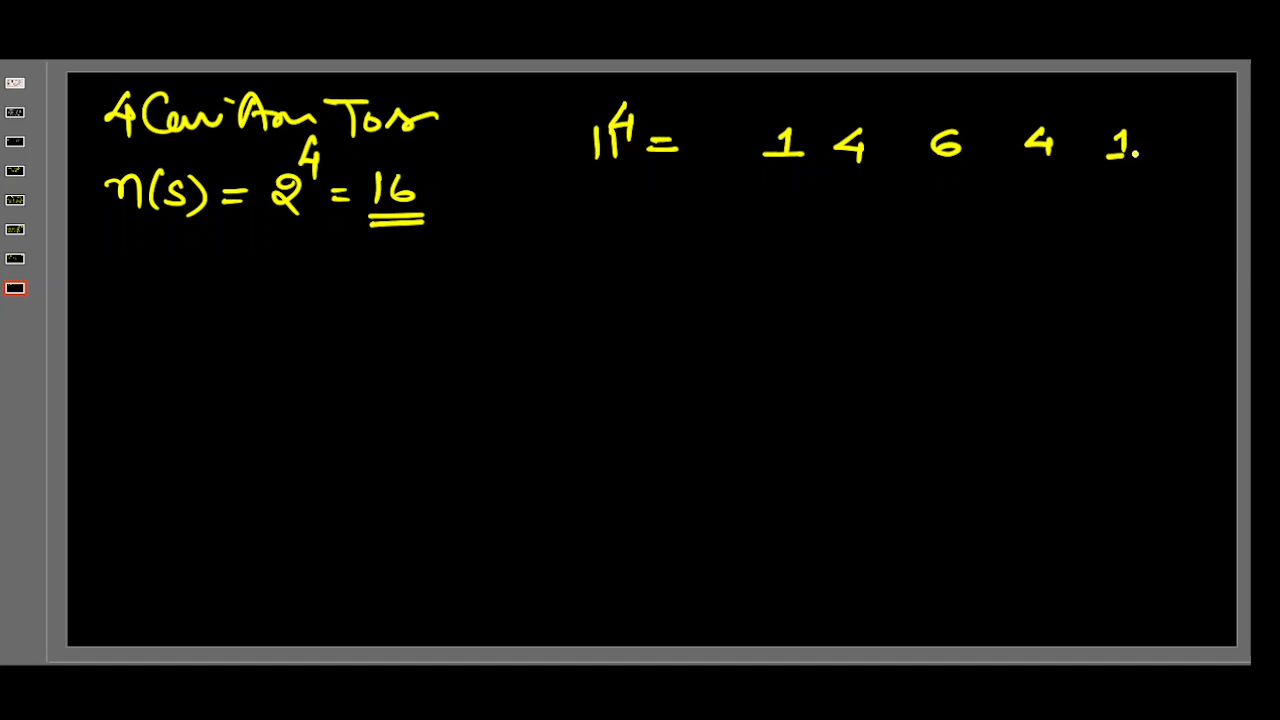 4 Coin Are Toss
n(s) = 2^4 = 16
11^4 = 1 4 6 4 1